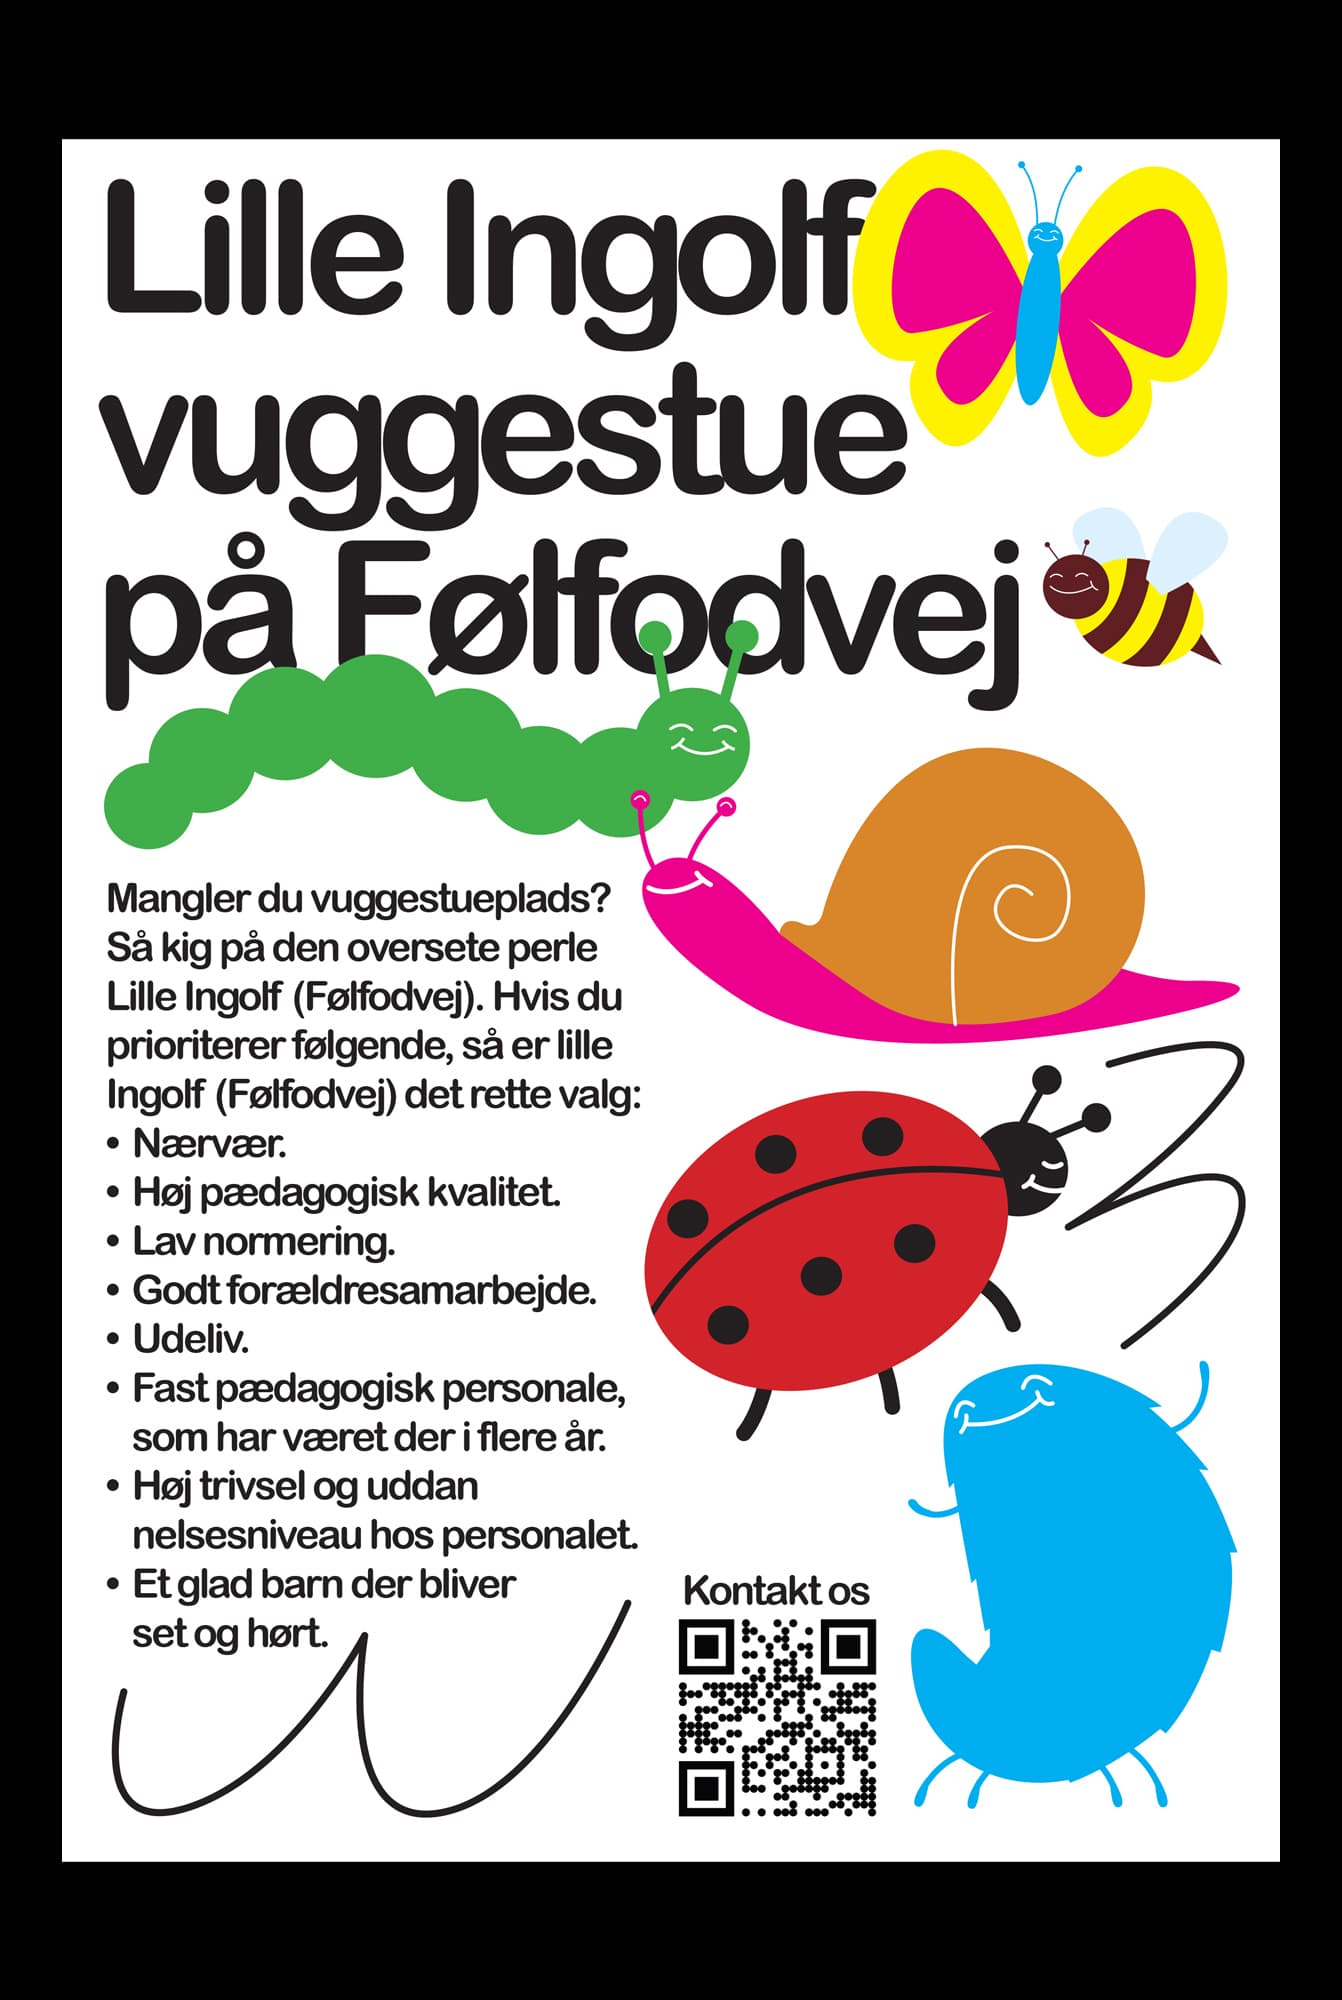 Lille Ingolf
vuggestue
på Følfodvej
Mangler du vuggestueplads?
Så kig på den oversete perle
Lille Ingolf (Følfodvej). Hvis du
prioriterer følgende, så er lille
Ingolf (Følfodvej) det rette valg:
• Nærvær.
• Høj pædagogisk kvalitet.
• Lav normering.
• Godt forældresamarbejde.
• Udeliv.
• Fast pædagogisk personale,
som har været der i flere år.
• Høj trivsel og uddan
nelsesniveau hos personalet.
• Et glad barn der bliver
set og hørt.
Kontakt os